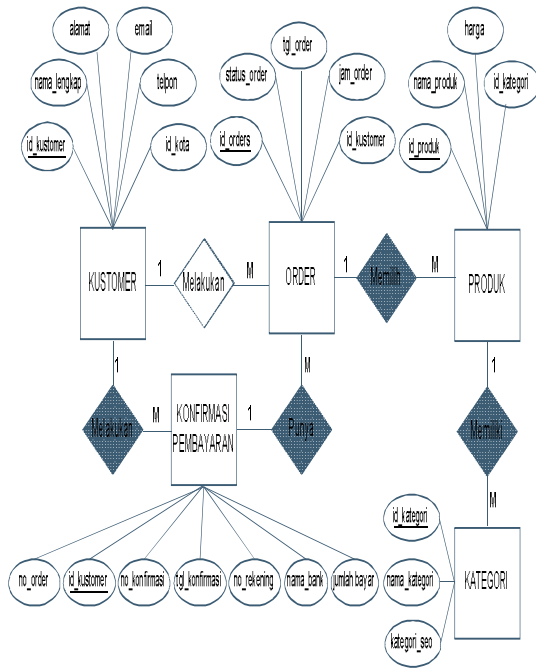 alamat
email
nama_lengkap
telpon
id_kustomer
id_kota
tgl_order
status_order
jam_order
id_orders
id_kustomer
harga
nama_produk
id_kategori
id_produk
KUSTOMER
1
Melakukan
M
ORDER
1
Memilih
M
PRODUK
1
Melakukan
M
KONFIRMASI
PEMBAYARAN
1
Punya
M
1
Memiliki
M
no_order
id_kustomer
no_konfirmasi
tgl_konfirmasi
no_rekening
nama_bank
jumlah bayar
id_kategori
nama_kategori
kategori_seo
KATEGORI